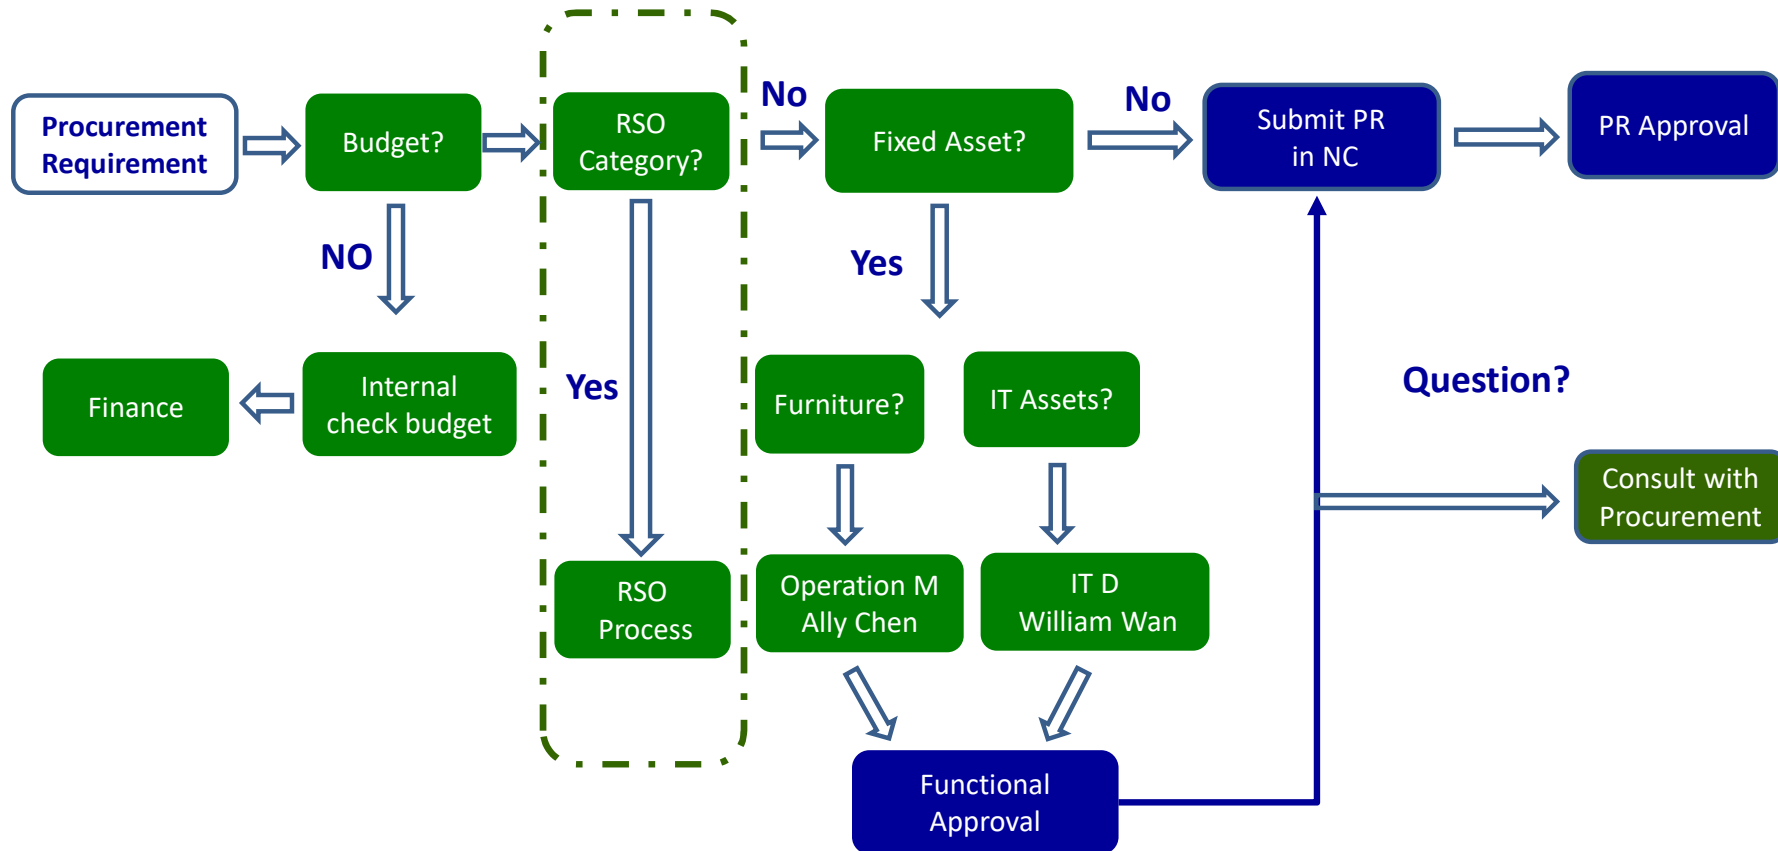 Procurement
Requirement
Budget?
RSO
Category?
No
Fixed Asset?
No
Submit PR
in NC
PR Approval
NO
Yes
Finance
Internal
check budget
Yes
Furniture?
IT Assets?
Question?
Consult with
Procurement
RSO
Process
Operation M
Ally Chen
IT D
William Wan
Functional
Approval